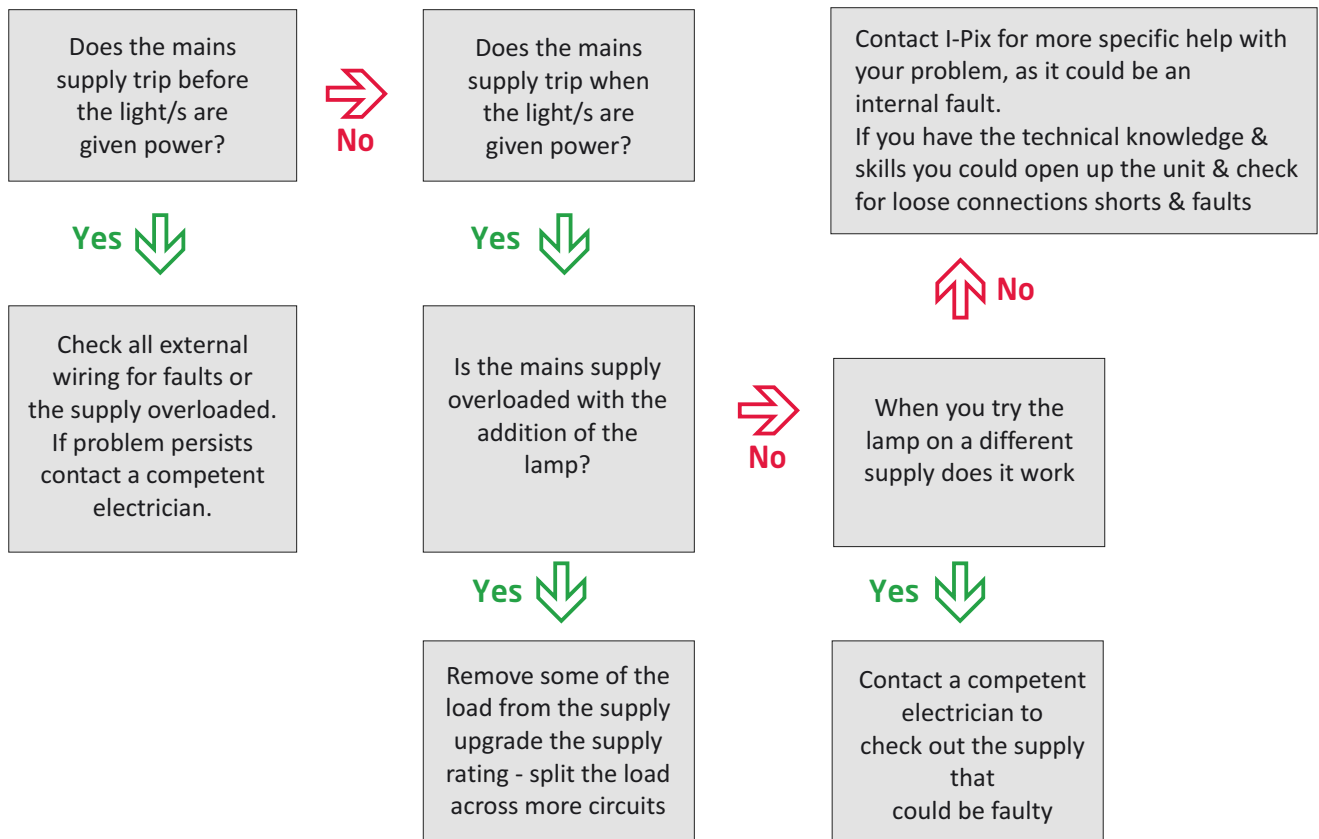 Does the mains
supply trip before
the light/s are
given power?
No
Does the mains
supply trip when
the light/s are
given power?
Contact I-Pix for more specific help with
your problem, as it could be an
internal fault.
If you have the technical knowledge &
skills you could open up the unit & check
for loose connections shorts & faults
Yes
Yes
No
Check all external
wiring for faults or
the supply overloaded.
If problem persists
contact a competent
electrician.
Is the mains supply
overloaded with the
addition of the
lamp?
No
When you try the
lamp on a different
supply does it work
Yes
Yes
Remove some of the
load from the supply
upgrade the supply
rating - split the load
across more circuits
Contact a competent
electrician to
check out the supply
that
could be faulty